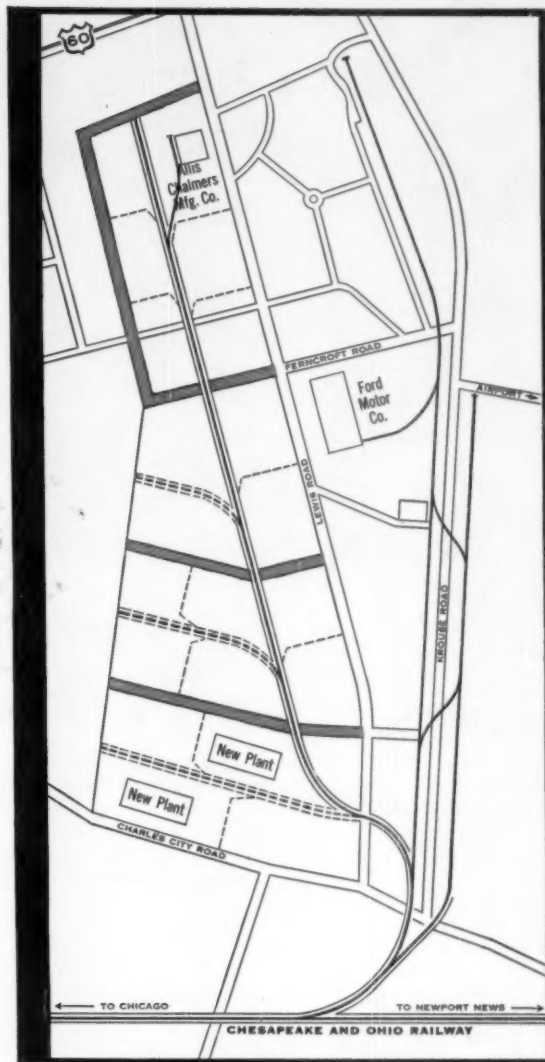 60
Allis
Chalmers
Mfg. Co.
FERNCROFT ROAD
Ford
Motor
Co.
AIRPORT
LEWIS ROAD
KROUSE ROAD
New Plant
New Plant
CHARLES CITY ROAD
TO CHICAGO
TO NEWPORT NEWS
CHESAPEAKE AND OHIO RAILWAY